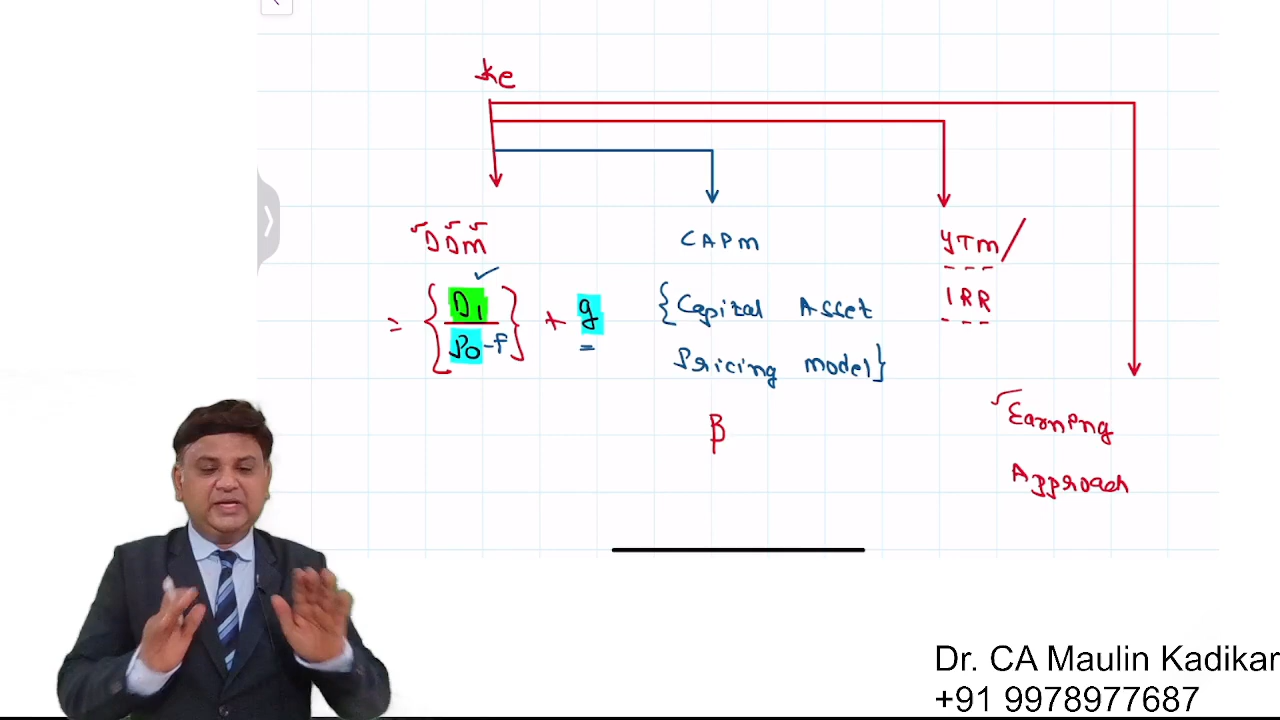 ke
DDM
= { D1 / P0-f } + g
CAPM
{Capital Asset
Pricing model}
β
YTM/
IRR
Earning
Approach
Dr. CA Maulin Kadikar
+91 9978977687